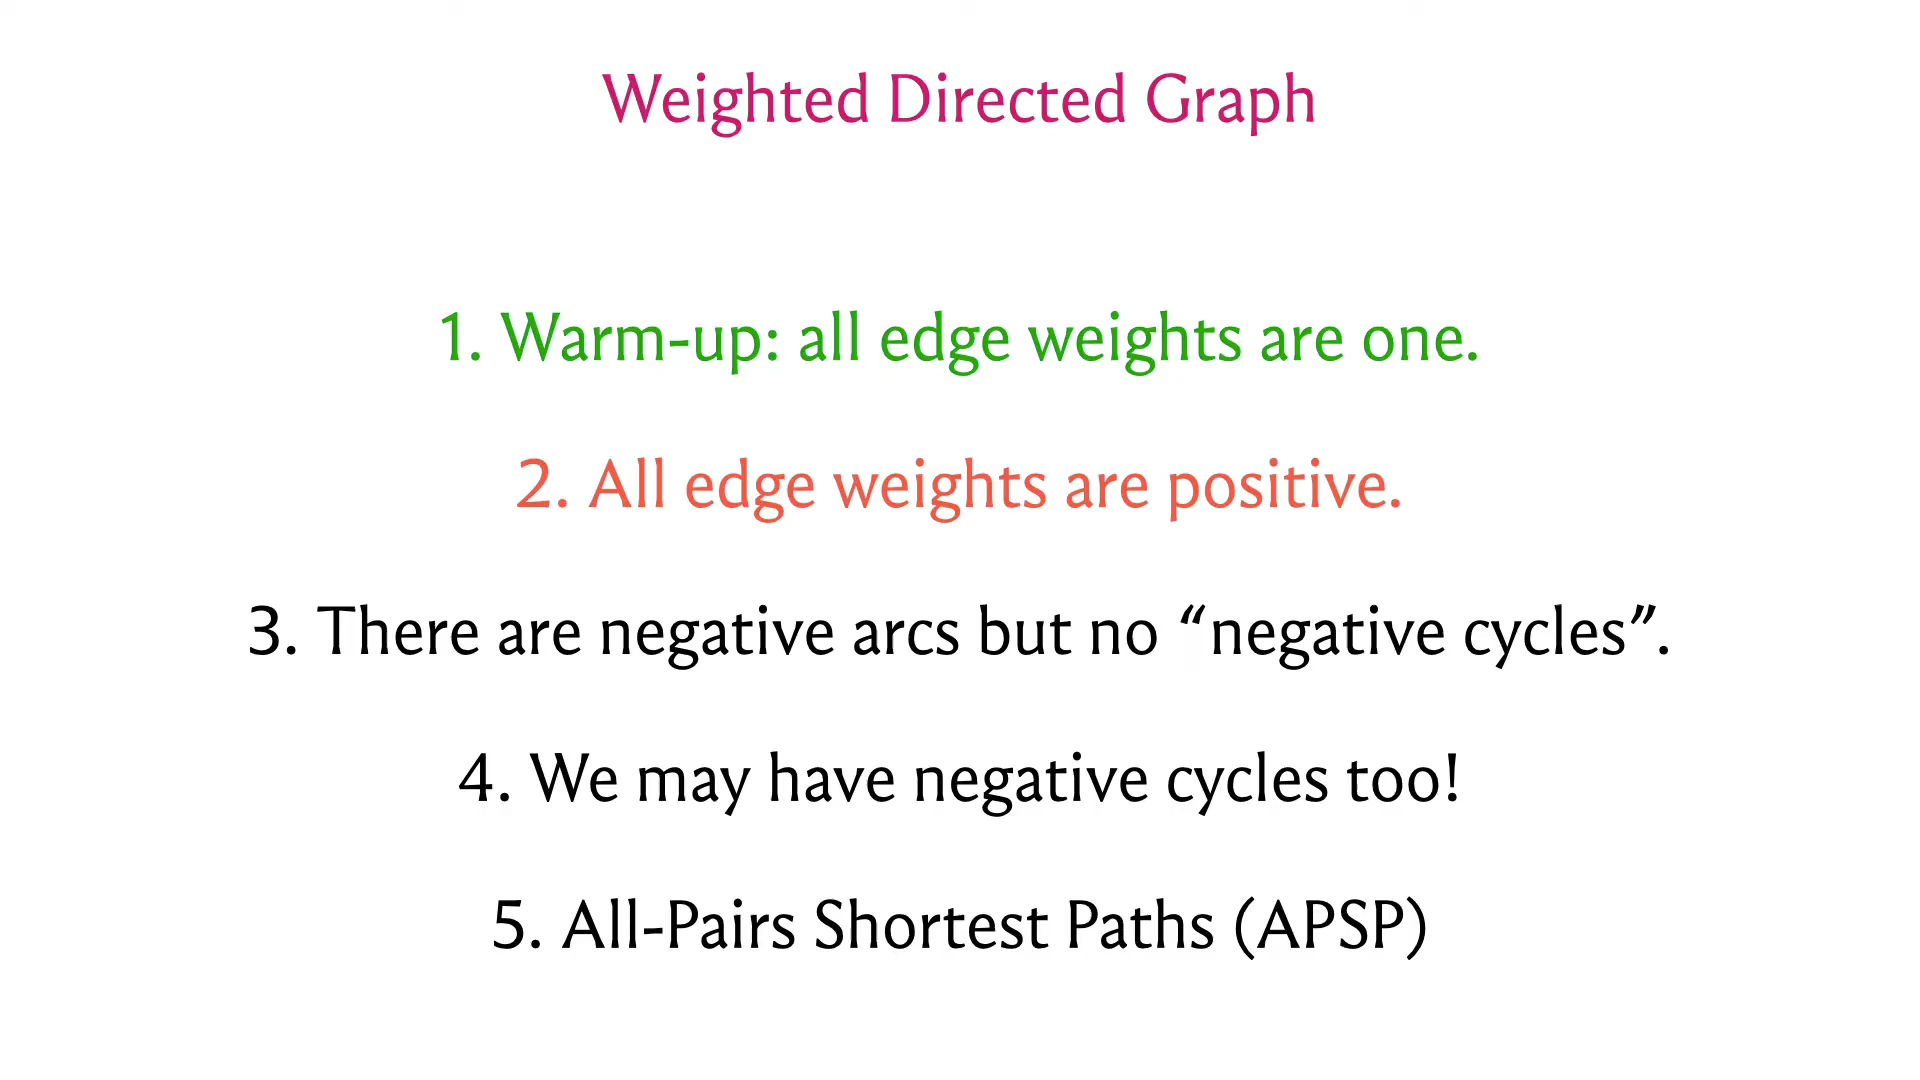 Weighted Directed Graph
1. Warm-up: all edge weights are one.
2. All edge weights are positive.
3. There are negative arcs but no “negative cycles”.
4. We may have negative cycles too!
5. All-Pairs Shortest Paths (APSP)